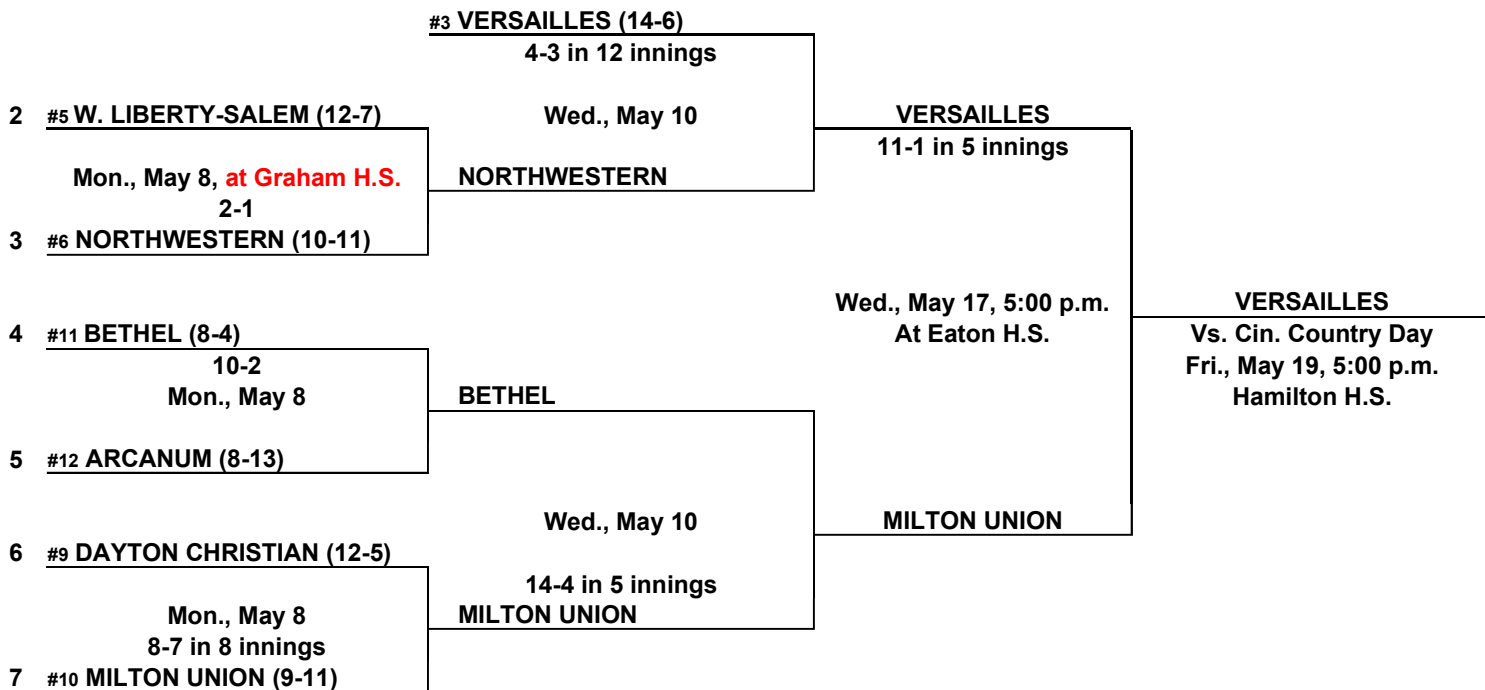 #3 VERSAILLES (14-6)
4-3 in 12 innings
2 #5 W. LIBERTY-SALEM (12-7)
Wed., May 10
VERSAILLES
11-1 in 5 innings
Mon., May 8, at Graham H.S.
NORTHWESTERN
2-1
3 #6 NORTHWESTERN (10-11)
Wed., May 17, 5:00 p.m.
VERSAILLES
4 #11 BETHEL (8-4)
At Eaton H.S.
Vs. Cin. Country Day
10-2
Fri., May 19, 5:00 p.m.
Mon., May 8
BETHEL
Hamilton H.S.
5 #12 ARCANUM (8-13)
Wed., May 10
MILTON UNION
6 #9 DAYTON CHRISTIAN (12-5)
14-4 in 5 innings
Mon., May 8
MILTON UNION
8-7 in 8 innings
7 #10 MILTON UNION (9-11)